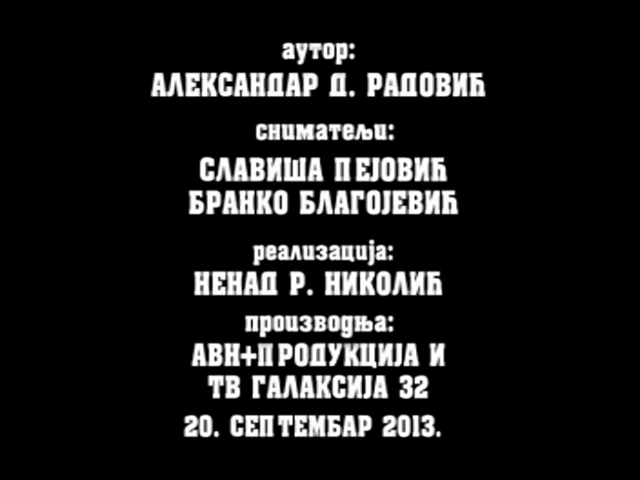 аутор:
АЛЕКСАНДАР Д. РАДОВИЋ
сниматељи:
СЛАВИША ПЕЈОВИЋ
БРАНКО БЛАГОЈЕВИЋ
реализација:
НЕНАД Р. НИКОЛИЋ
производња:
АВН+ПРОДУКЦИЈА И
ТВ ГАЛАКСИЈА 32
20. СЕПТЕМБАР 2013.